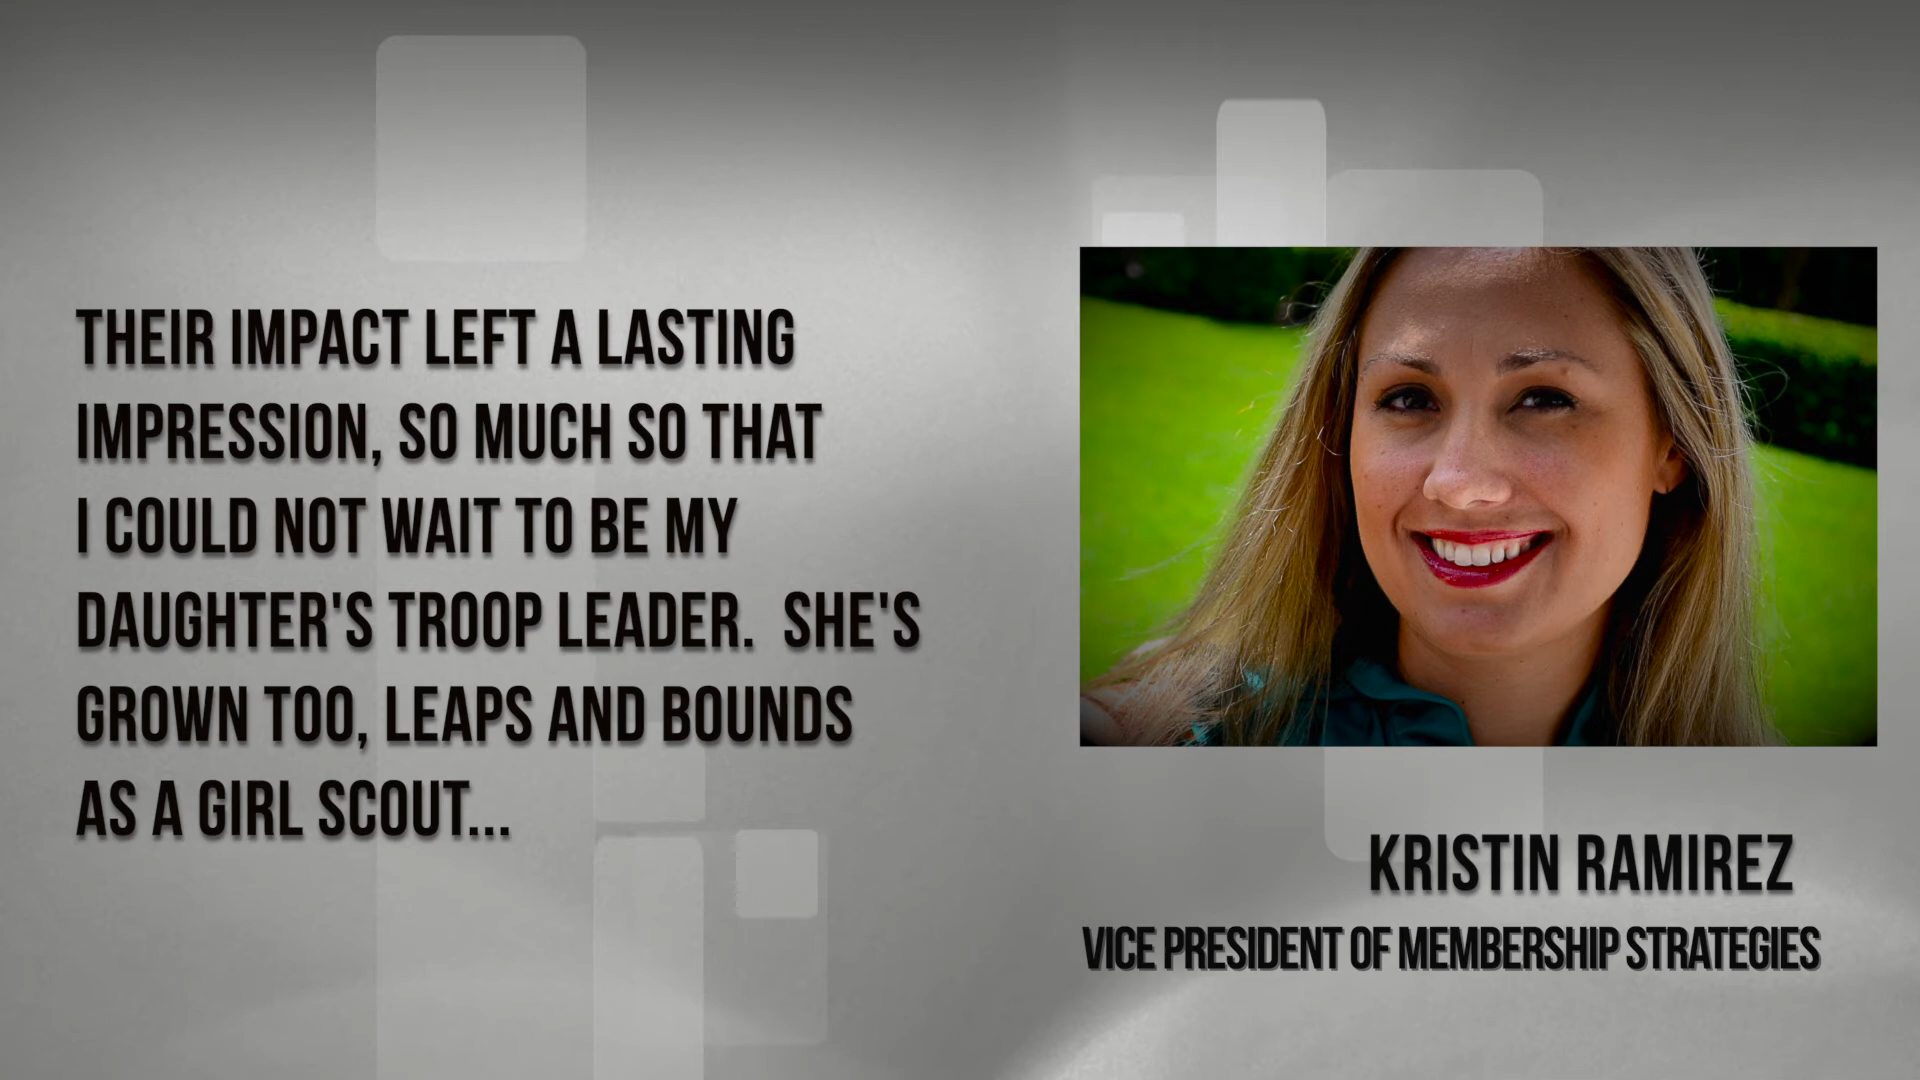 THEIR IMPACT LEFT A LASTING
IMPRESSION, SO MUCH SO THAT
I COULD NOT WAIT TO BE MY
DAUGHTER'S TROOP LEADER.  SHE'S
GROWN TOO, LEAPS AND BOUNDS
AS A GIRL SCOUT...
KRISTIN RAMIREZ
VICE PRESIDENT OF MEMBERSHIP STRATEGIES